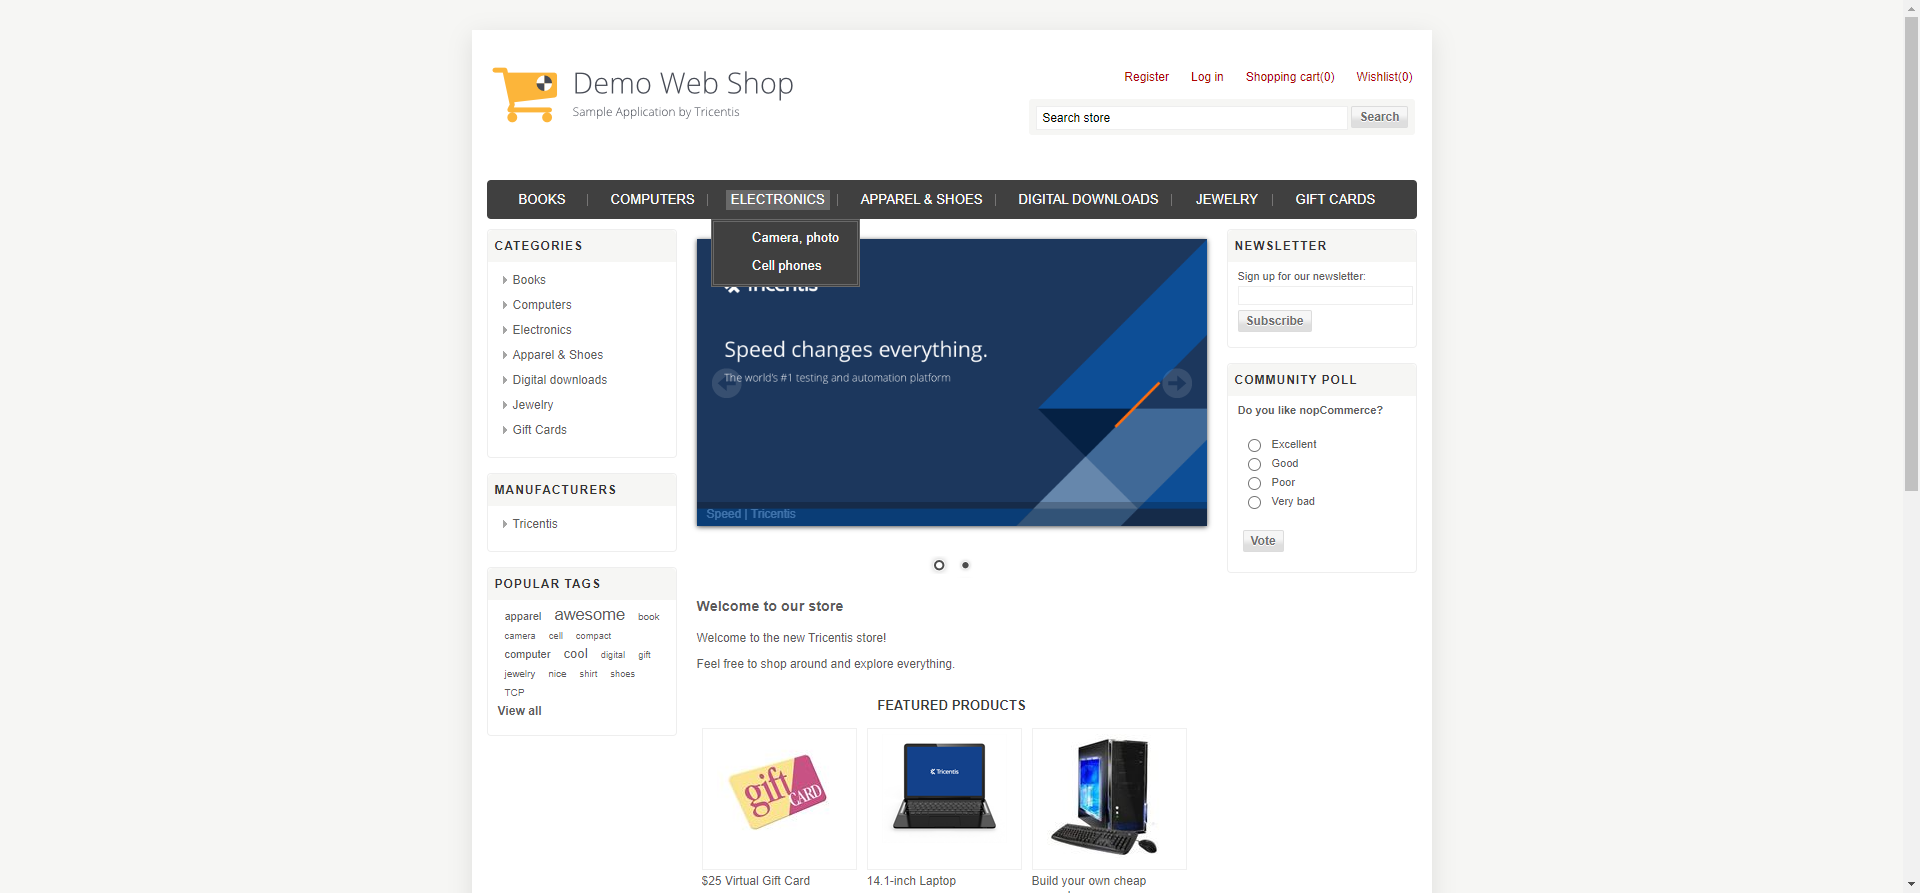 Demo Web Shop
Sample Application by Tricentis
Register Log in Shopping cart(0) Wishlist(0)
Search store Search
BOOKS COMPUTERS ELECTRONICS APPAREL & SHOES DIGITAL DOWNLOADS JEWELRY GIFT CARDS
Camera, photo
Cell phones
CATEGORIES
Books
Computers
Electronics
Apparel & Shoes
Digital downloads
Jewelry
Gift Cards
MANUFACTURERS
Tricentis
POPULAR TAGS
apparel awesome book
camera cell compact
computer cool digital gift
jewelry nice shirt shoes
TCP
View all
Tricentis
Speed changes everything.
The world's #1 testing and automation platform
Speed | Tricentis
Welcome to our store
Welcome to the new Tricentis store!
Feel free to shop around and explore everything.
FEATURED PRODUCTS
gift CARD
Tricentis
$25 Virtual Gift Card
14.1-inch Laptop
Build your own cheap
NEWSLETTER
Sign up for our newsletter:
Subscribe
COMMUNITY POLL
Do you like nopCommerce?
Excellent
Good
Poor
Very bad
Vote